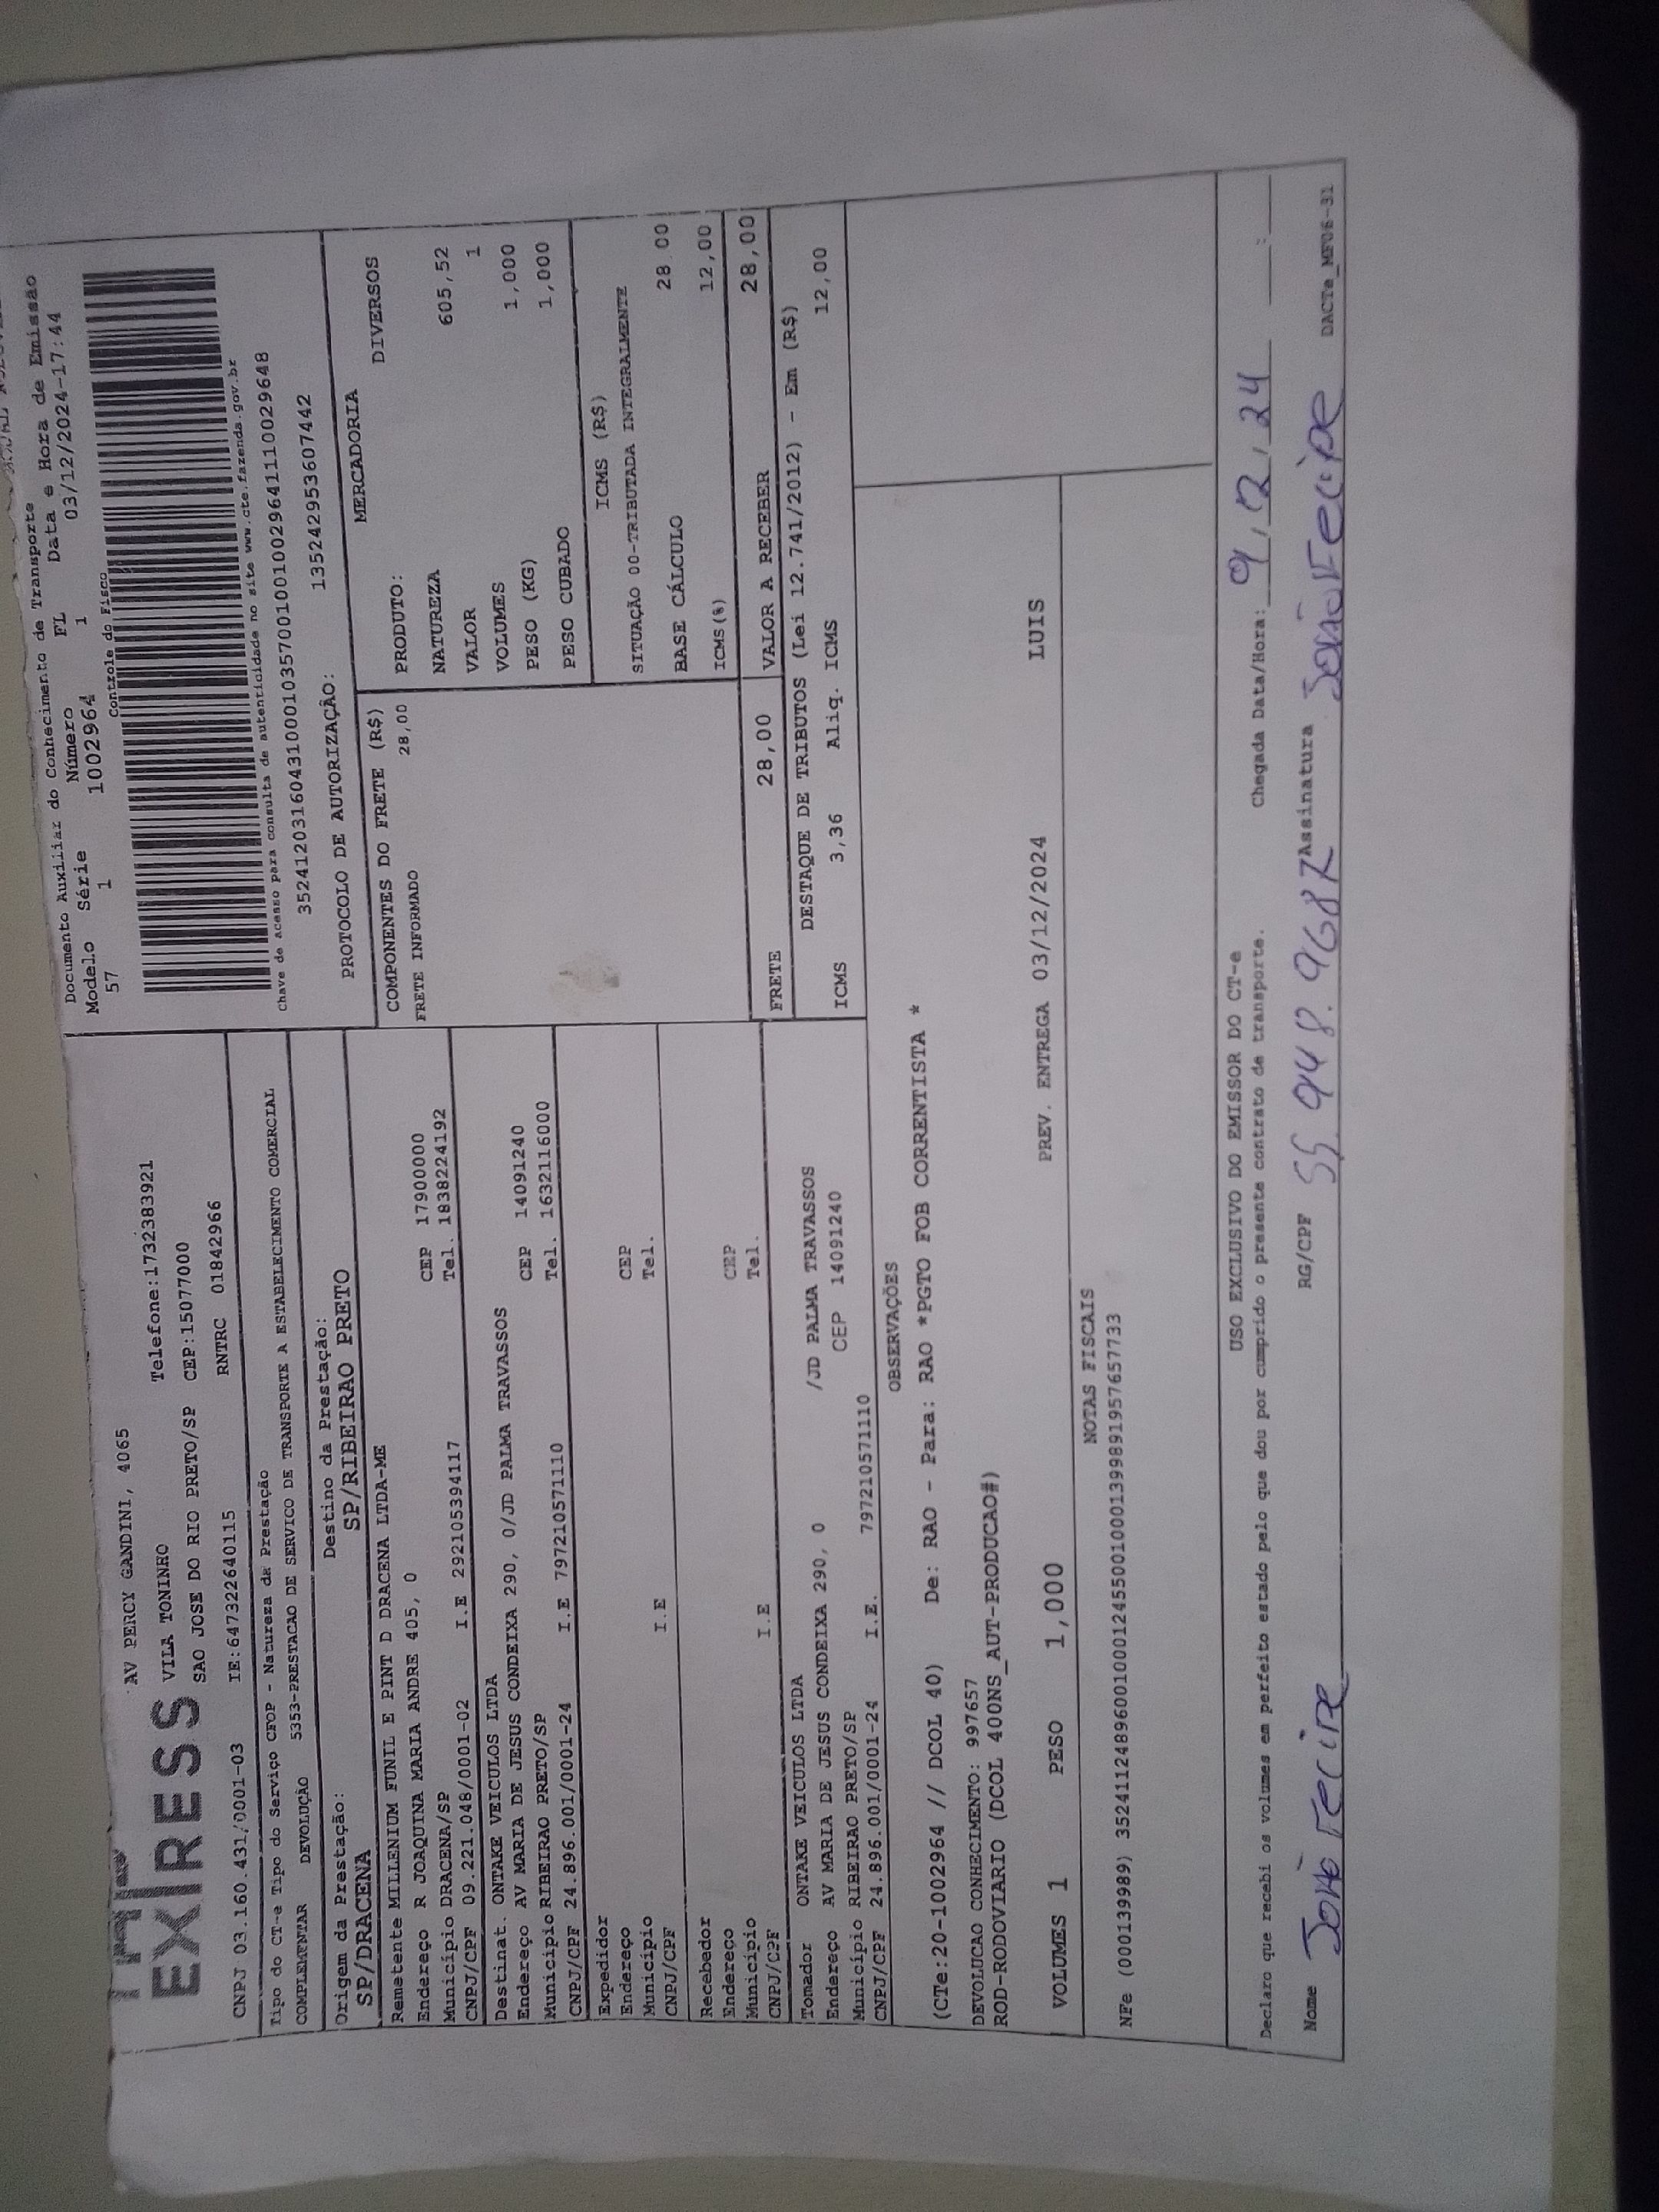 EXPRESS
AV PERCY GANDINI, 4065
VILA TONINHO Telefone:1732383921
SAO JOSE DO RIO PRETO/SP CEP:15077000
CNPJ 03.160.431/0001-03 IE:647322640115 RNTRC 01842966
Tipo do CT-e Tipo do Serviço CFOP - Natureza da Prestação
COMPLEMENTAR DEVOLUÇÃO 5353-PRESTACAO DE SERVICO DE TRANSPORTE A ESTABELECIMENTO COMERCIAL
Origem da Prestação: Destino da Prestação:
SP/DRACENA SP/RIBEIRAO PRETO
Documento Auxiliar do Conhecimento de Transporte
Modelo Série Número FL Data e Hora de Emissão
57 1 1002964 1 03/12/2024-17:44
Controle do Fisco
Chave de acesso para consulta de autenticidade no site www.cte.fazenda.gov.br
35241203160431000103570010010029641110029648
PROTOCOLO DE AUTORIZAÇÃO: 135242953607442
Remetente MILLENIUM FUNIL E PINT D DRACENA LTDA-ME
Endereço R JOAQUINA MARIA ANDRE 405, 0 CEP 17900000
Município DRACENA/SP Tel. 1838224192
CNPJ/CPF 09.221.048/0001-02 I.E 292105394117
Destinat. ONTAKE VEICULOS LTDA
Endereço AV MARIA DE JESUS CONDEIXA 290, 0/JD PALMA TRAVASSOS CEP 14091240
Município RIBEIRAO PRETO/SP Tel. 1632116000
CNPJ/CPF 24.896.001/0001-24 I.E 797210571110
Expedidor
Endereço CEP
Município Tel.
CNPJ/CPF I.E
Recebedor
Endereço CEP
Município Tel.
CNPJ/CPF I.E
Tomador ONTAKE VEICULOS LTDA
Endereço AV MARIA DE JESUS CONDEIXA 290, 0 /JD PALMA TRAVASSOS
Município RIBEIRAO PRETO/SP CEP 14091240
CNPJ/CPF 24.896.001/0001-24 I.E. 797210571110
COMPONENTES DO FRETE (R$)
FRETE INFORMADO 28,00
FRETE 28,00
MERCADORIA
PRODUTO: DIVERSOS
NATUREZA
VALOR 605,52
VOLUMES 1
PESO (KG) 1,000
PESO CUBADO 1,000
ICMS (R$)
SITUAÇÃO 00-TRIBUTADA INTEGRALMENTE
BASE CÁLCULO 28 00
ICMS(%) 12,00
VALOR A RECEBER 28,00
DESTAQUE DE TRIBUTOS (Lei 12.741/2012) - Em (R$)
ICMS 3,36 Aliq. ICMS 12,00
OBSERVAÇÕES
(CTe:20-1002964 // DCOL 40) De: RAO - Para: RAO *PGTO FOB CORRENTISTA *
DEVOLUCAO CONHECIMENTO: 997657
ROD-RODOVIARIO (DCOL 400NS_AUT-PRODUCAO#)
VOLUMES 1 PESO 1,000 PREV. ENTREGA 03/12/2024 LUIS
NOTAS FISCAIS
NFe (000139989) 35241124896001000124550010001399891957657733
USO EXCLUSIVO DO EMISSOR DO CT-e
Declaro que recebi os volumes em perfeito estado pelo que dou por cumprido o presente contrato de transporte. Chegada Data/Hora: 9/12/24 :
Nome João Felipe RG/CPF 55 948.968 Assinatura João Felipe DACTe_MF06-31